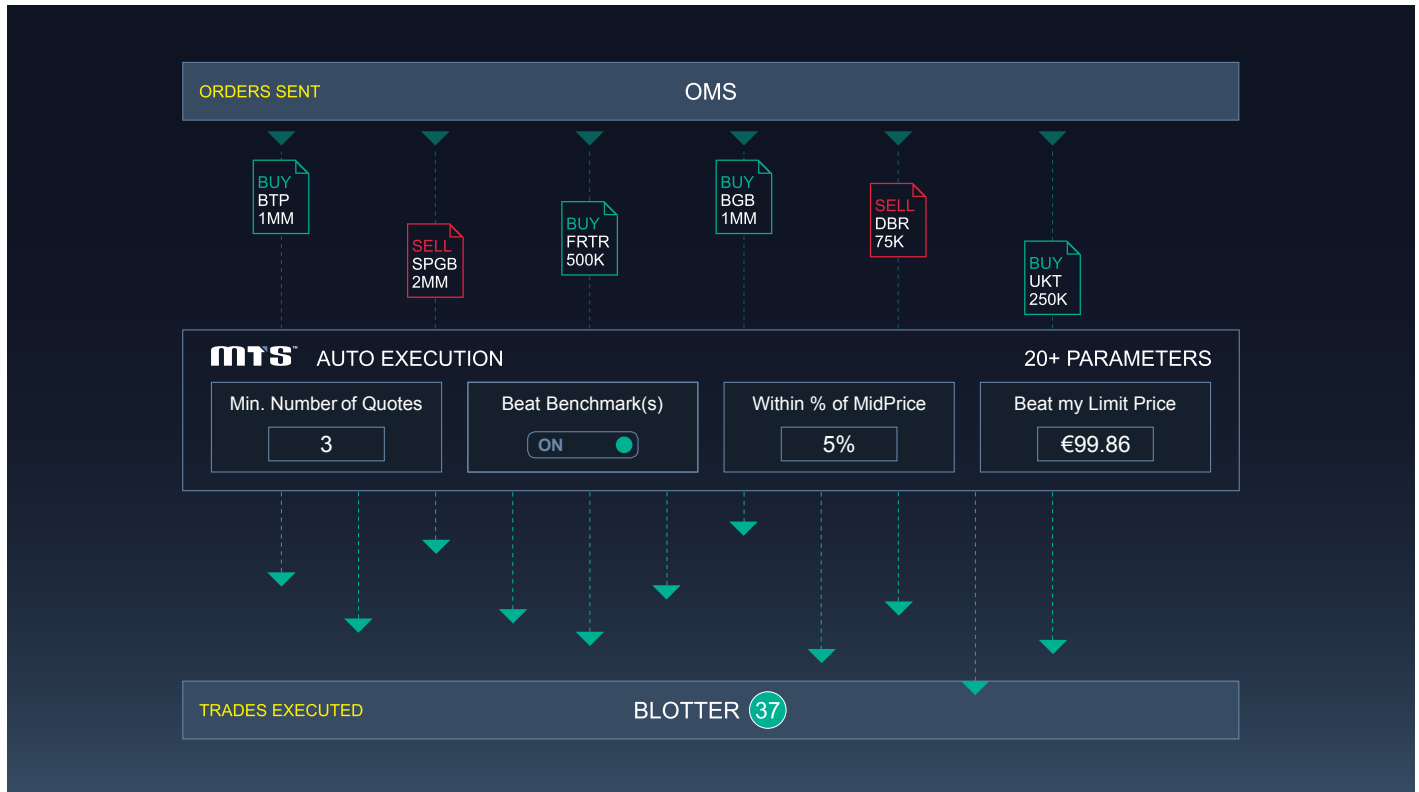 ORDERS SENT
OMS
BUY
BTP
1MM
SELL
SPGB
2MM
BUY
FRTR
500K
BUY
BGB
1MM
SELL
DBR
75K
BUY
UKT
250K
mTS™ AUTO EXECUTION
20+ PARAMETERS
Min. Number of Quotes
3
Beat Benchmark(s)
ON
Within % of MidPrice
5%
Beat my Limit Price
€99.86
TRADES EXECUTED
BLOTTER 37